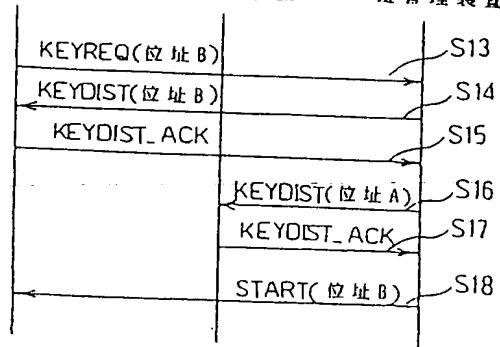 KEYREQ(位址B)
S13
KEYDIST(位址B)
S14
KEYDIST_ACK
S15
KEYDIST(位址A)
S16
KEYDIST_ACK
S17
START(位址B)
S18